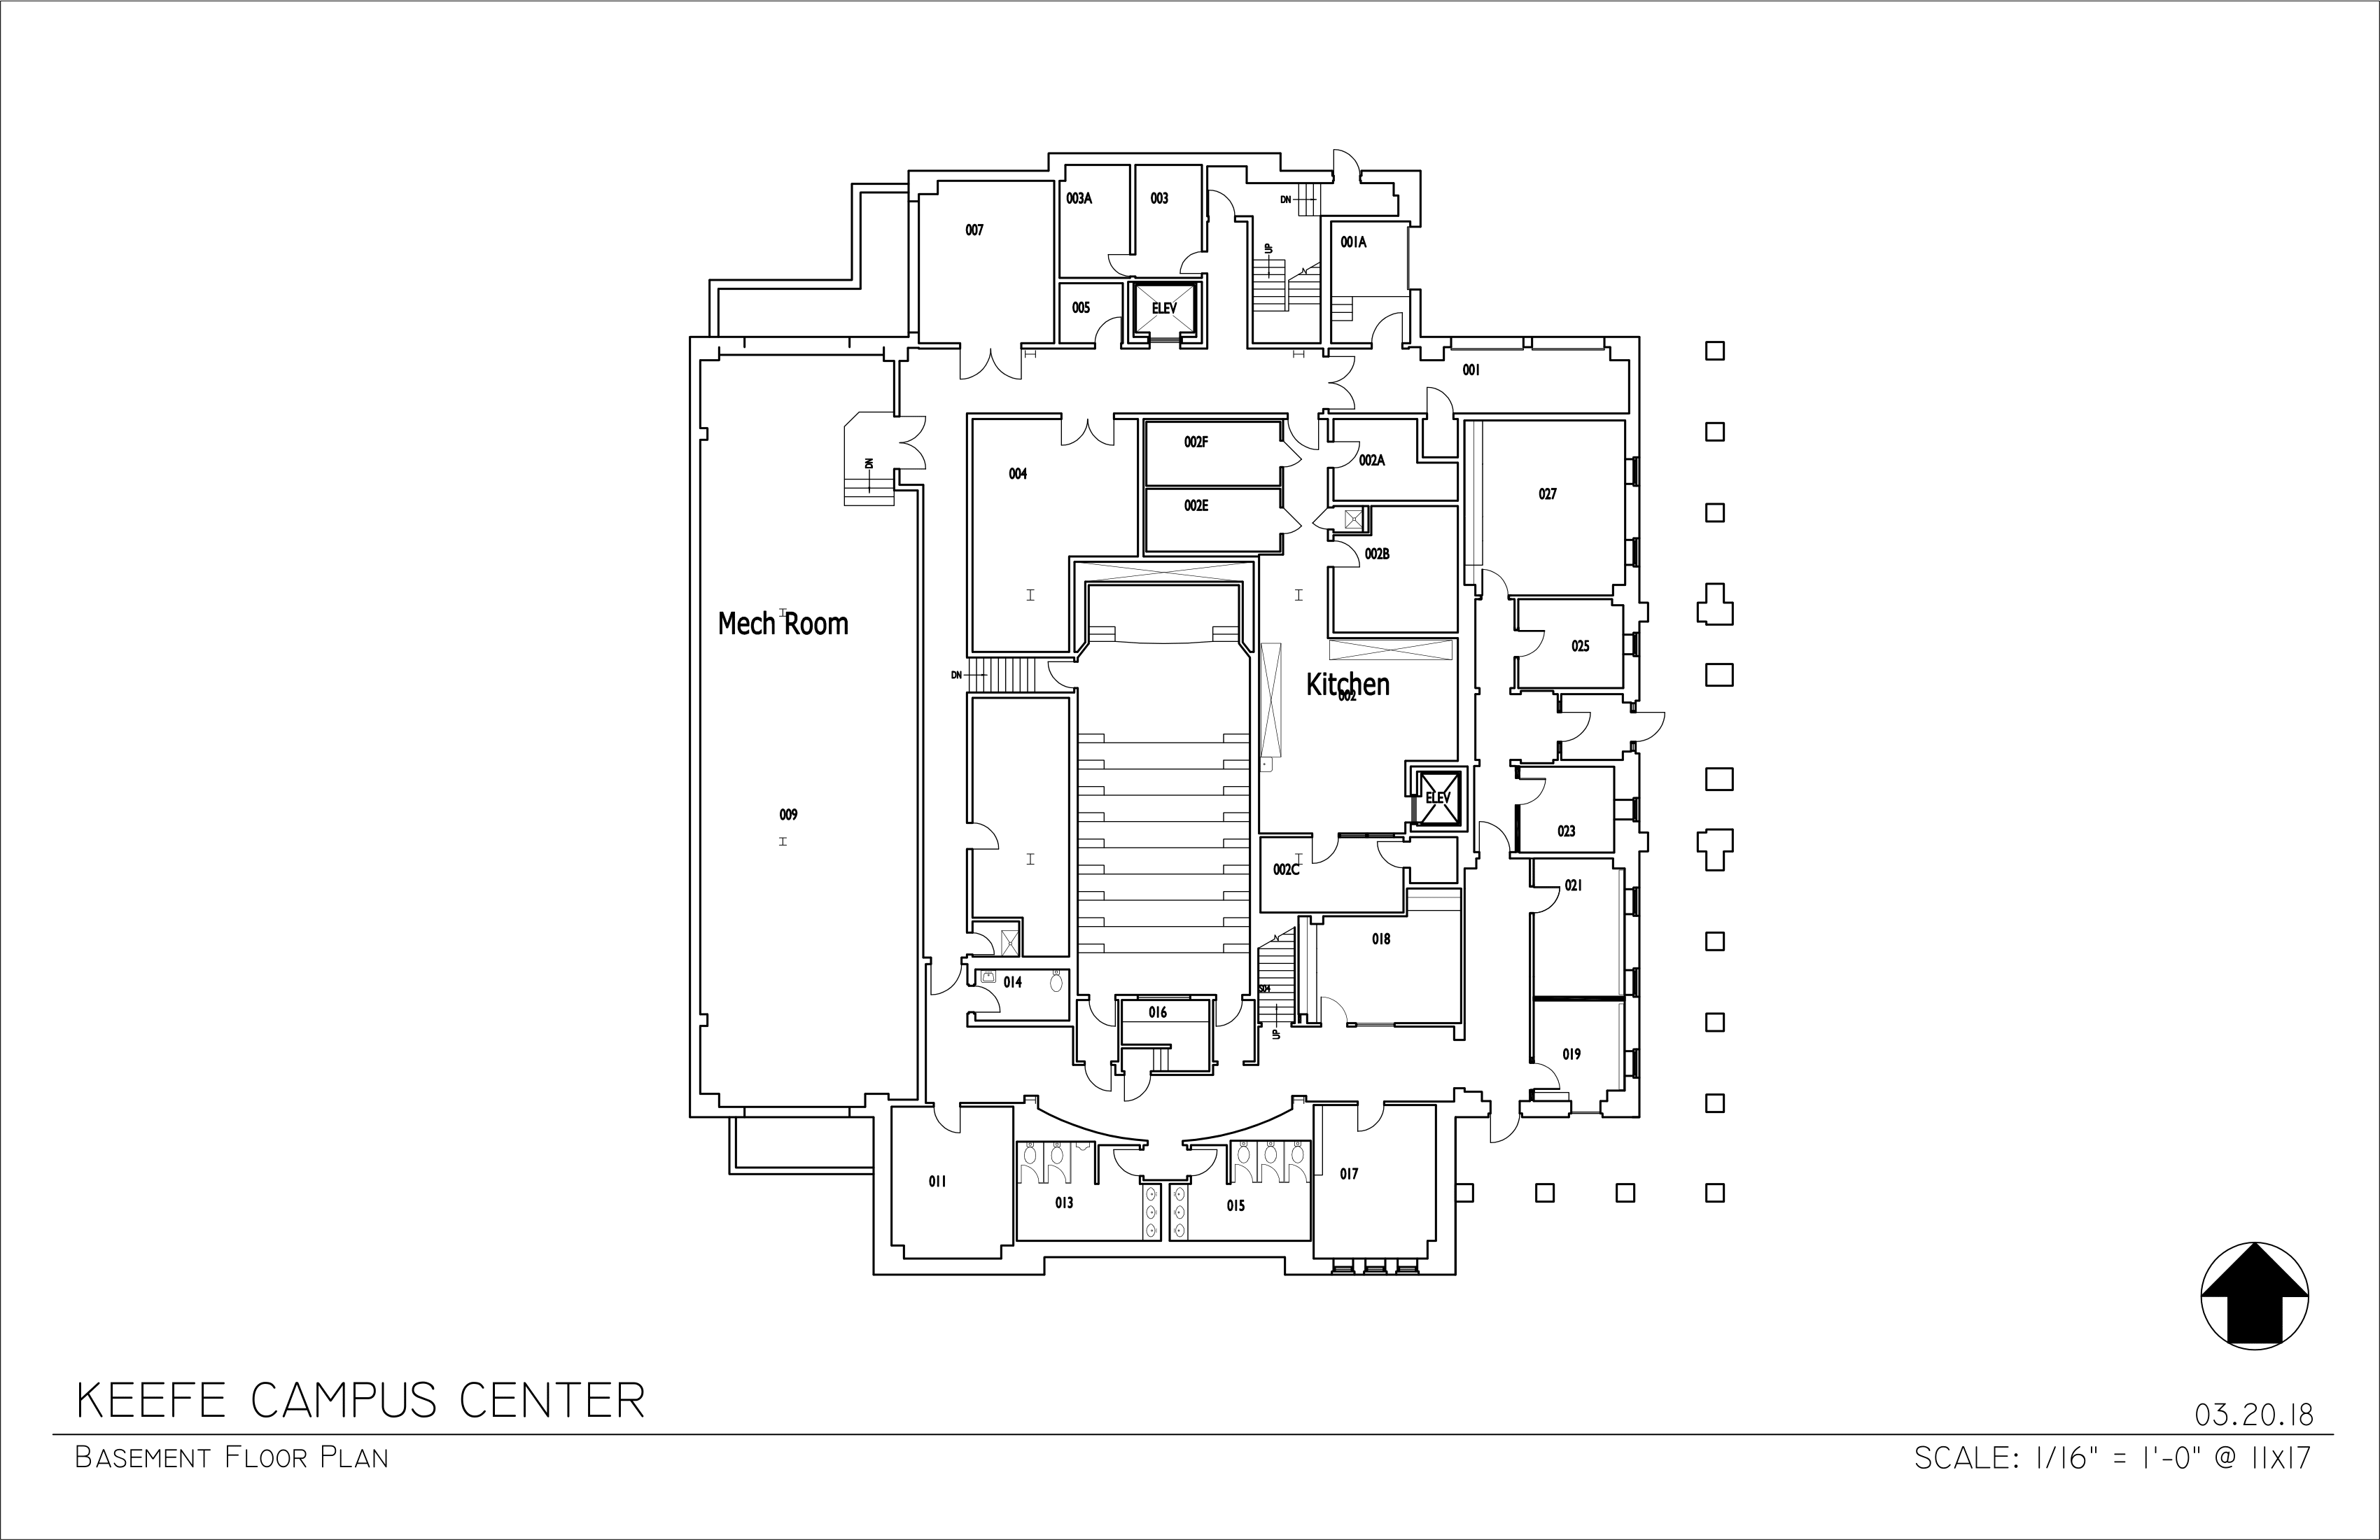 003A
003
DN
007
001A
UP
005
ELEV
001
002F
002A
DN
004
027
002E
002B
Mech Room
025
DN
Kitchen
002
ELEV
009
023
002C
021
018
014
S04
016
UP
019
017
011
013
015
KEEFE CAMPUS CENTER
03.20.18
BASEMENT FLOOR PLAN
SCALE: 1/16" = 1'-0" @ 11x17